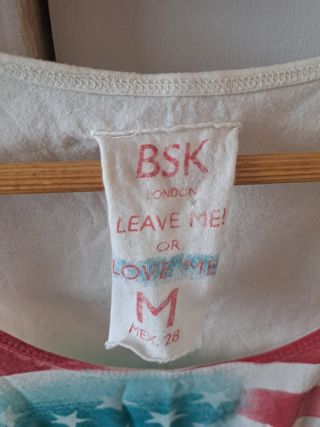 BSK
LONDON
LEAVE ME!
OR
LOVE ME
M
MEX. 28